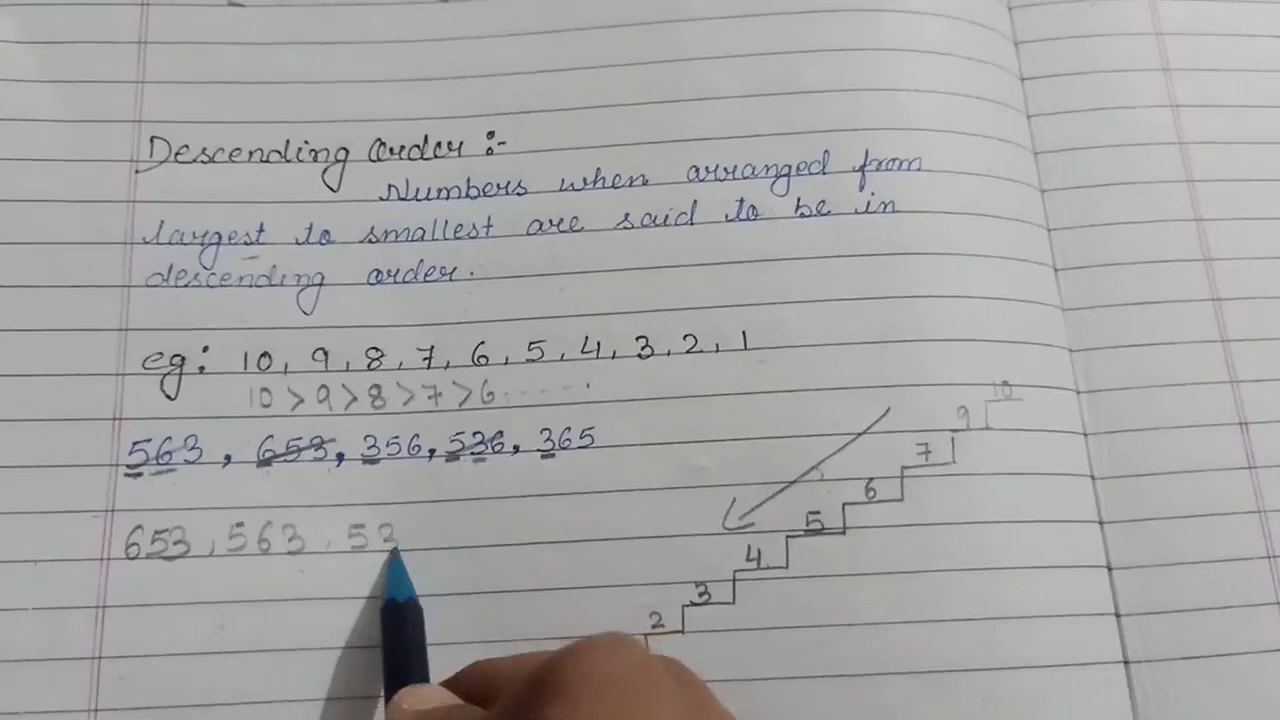 Descending Order :-
Numbers when arranged from
largest to smallest are said to be in
descending order.
eg: 10, 9, 8, 7, 6, 5, 4, 3, 2, 1
10 > 9 > 8 > 7 > 6 .......
563, 653, 356, 536, 365
653, 563, 53
10
9
7
6
5
4
3
2